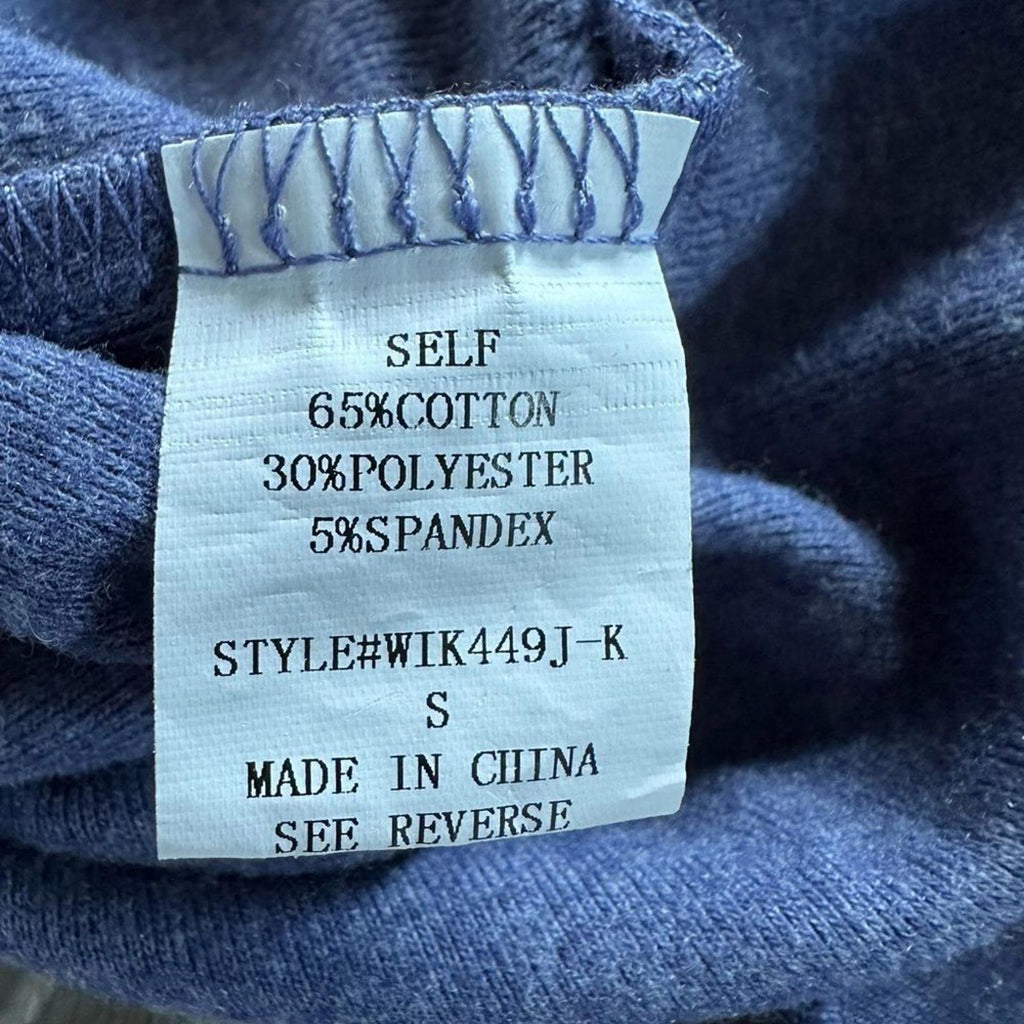 SELF
65%COTTON
30%POLYESTER
5%SPANDEX
STYLE#WIK449J-K
S
MADE IN CHINA
SEE REVERSE